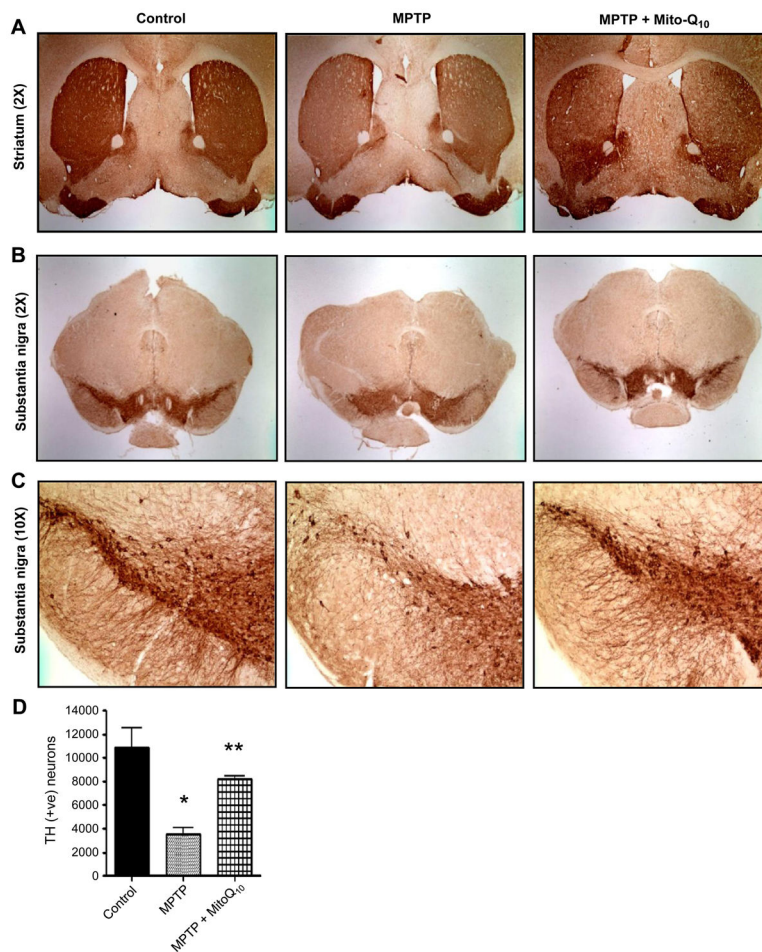 Control MPTP MPTP + Mito-Q₁₀
A
Striatum (2X)
B
Substantia nigra (2X)
C
Substantia nigra (10X)
D
TH (+ve) neurons
14000
12000
10000
8000
6000
4000
2000
0
*
**
Control
MPTP
MPTP + MitoQ₁₀